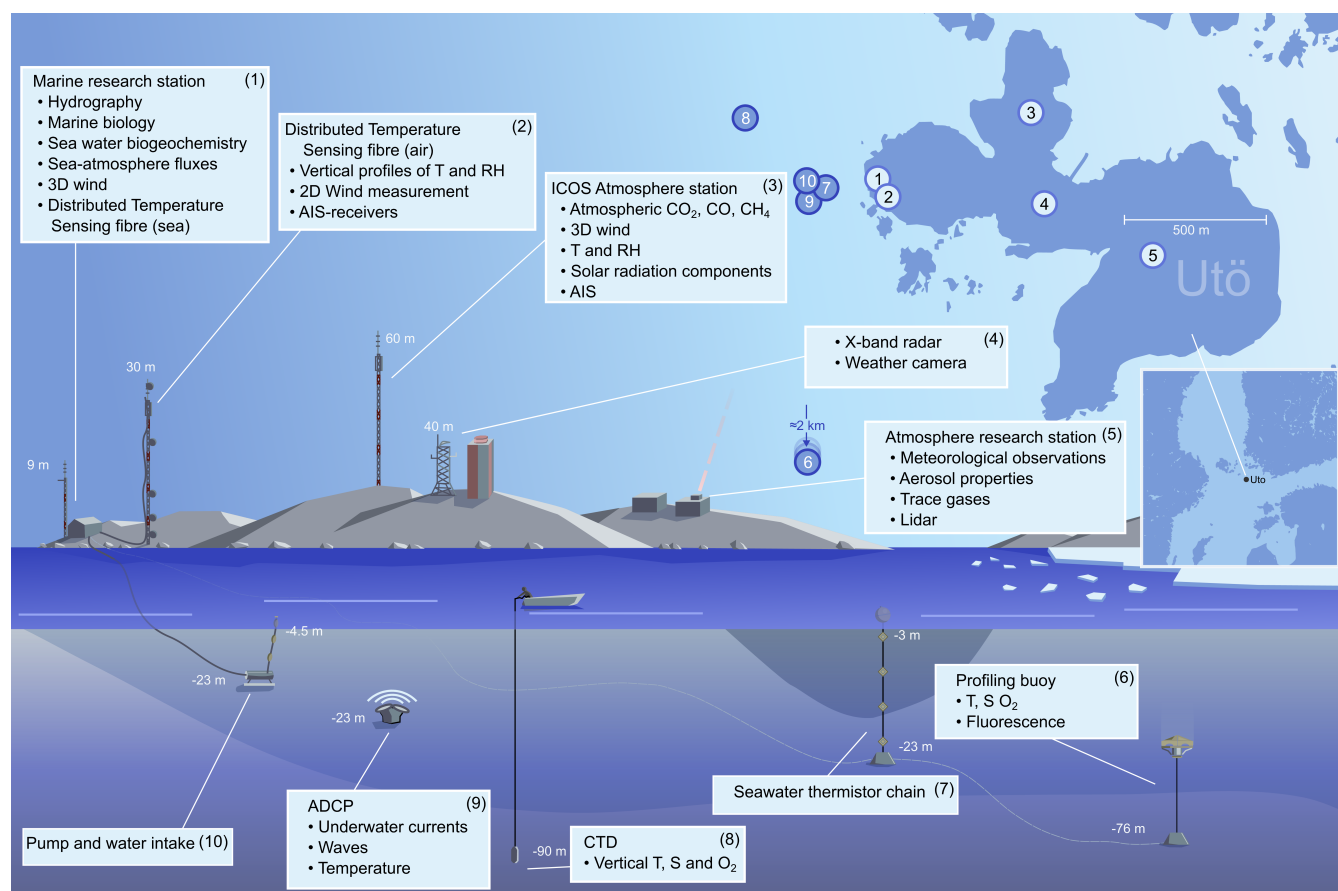 Marine research station (1)
• Hydrography
• Marine biology
• Sea water biogeochemistry
• Sea-atmosphere fluxes
• 3D wind
• Distributed Temperature
Sensing fibre (sea)
Distributed Temperature (2)
Sensing fibre (air)
• Vertical profiles of T and RH
• 2D Wind measurement
• AIS-receivers
ICOS Atmosphere station (3)
• Atmospheric CO₂, CO, CH₄
• 3D wind
• T and RH
• Solar radiation components
• AIS
8
10
7
9
1
2
3
4
5
500 m
Utö
• X-band radar (4)
• Weather camera
≈2 km
6
Atmosphere research station (5)
• Meteorological observations
• Aerosol properties
• Trace gases
• Lidar
Uto
9 m
30 m
60 m
40 m
-4.5 m
-23 m
-23 m
-3 m
-23 m
-76 m
-90 m
Profiling buoy (6)
• T, S O₂
• Fluorescence
Seawater thermistor chain (7)
CTD (8)
• Vertical T, S and O₂
ADCP (9)
• Underwater currents
• Waves
• Temperature
Pump and water intake (10)